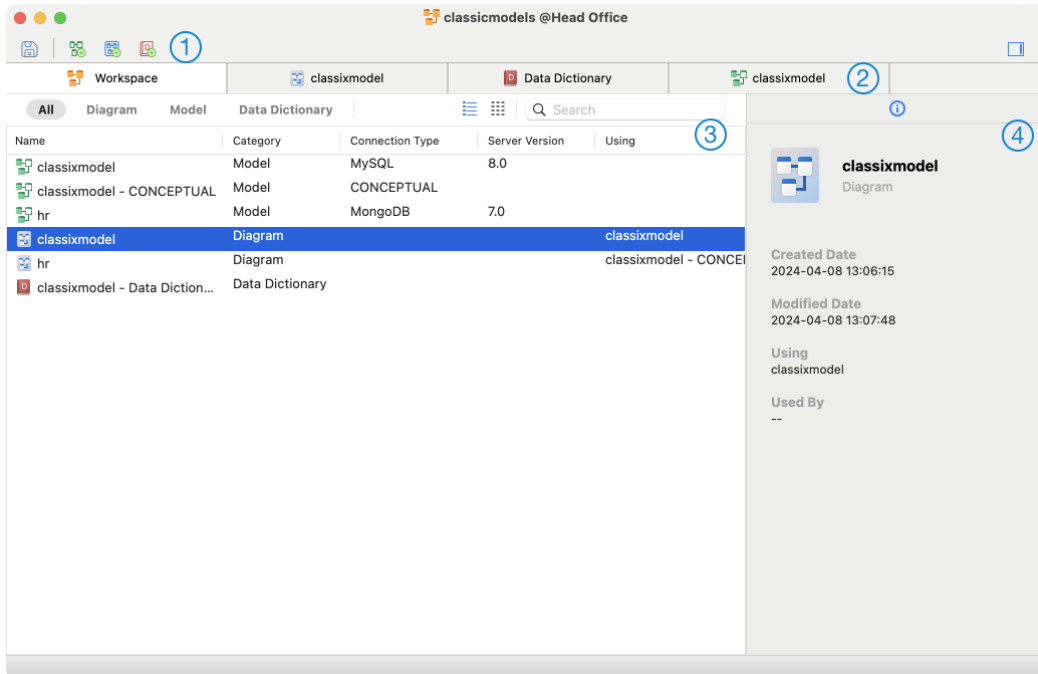 classicmodels @Head Office
1
Workspace classixmodel Data Dictionary classixmodel 2
All Diagram Model Data Dictionary Search
3
4
Name Category Connection Type Server Version Using
classixmodel Model MySQL 8.0
classixmodel - CONCEPTUAL Model CONCEPTUAL
hr Model MongoDB 7.0
classixmodel Diagram classixmodel
hr Diagram classixmodel - CONCEI
classixmodel - Data Diction... Data Dictionary
classixmodel
Diagram
Created Date
2024-04-08 13:06:15
Modified Date
2024-04-08 13:07:48
Using
classixmodel
Used By
--